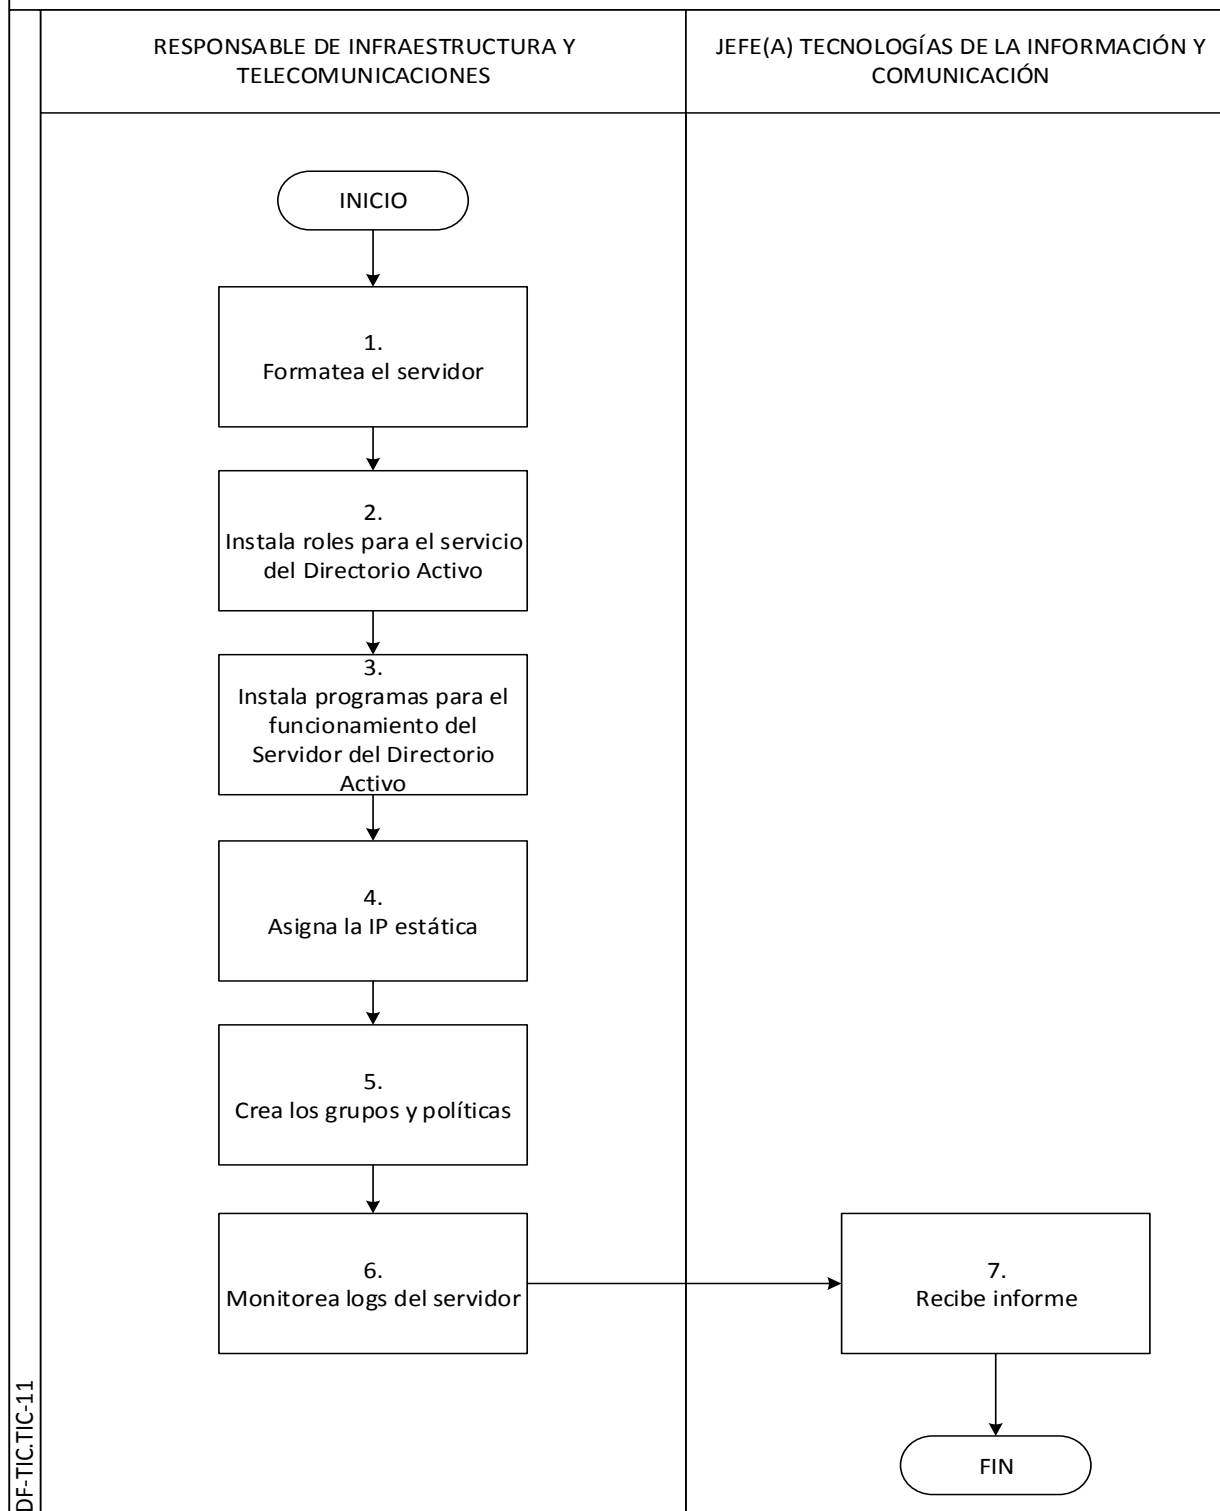 RESPONSABLE DE INFRAESTRUCTURA Y
TELECOMUNICACIONES
JEFE(A) TECNOLOGÍAS DE LA INFORMACIÓN Y
COMUNICACIÓN
INICIO
1.
Formatea el servidor
2.
Instala roles para el servicio
del Directorio Activo
3.
Instala programas para el
funcionamiento del
Servidor del Directorio
Activo
4.
Asigna la IP estática
5.
Crea los grupos y políticas
6.
Monitorea logs del servidor
7.
Recibe informe
FIN
DF-TIC.TIC-11